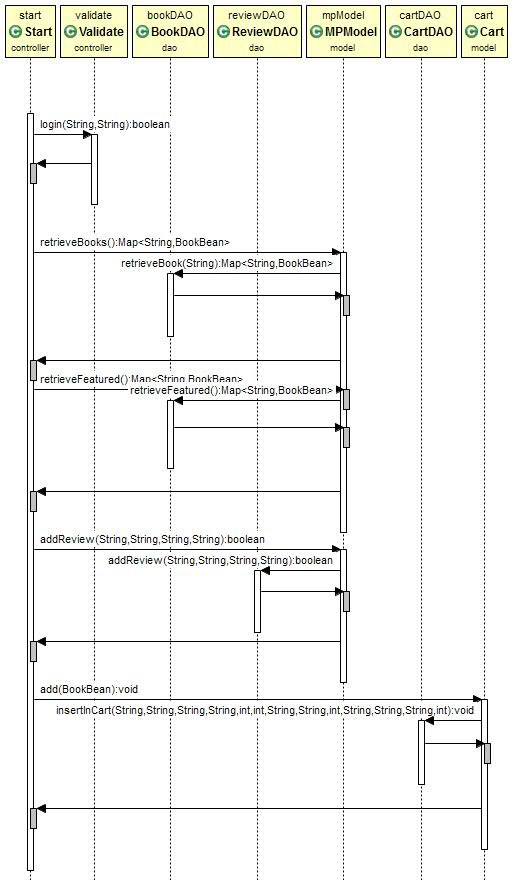 start
Start
controller
validate
Validate
controller
bookDAO
BookDAO
dao
reviewDAO
ReviewDAO
dao
mpModel
MPModel
model
cartDAO
CartDAO
dao
cart
Cart
model
login(String,String):boolean
retrieveBooks():Map<String,BookBean>
retrieveBook(String):Map<String,BookBean>
retrieveFeatured():Map<String,BookBean>
retrieveFeatured():Map<String,BookBean>
addReview(String,String,String,String):boolean
addReview(String,String,String,String):boolean
add(BookBean):void
insertInCart(String,String,String,String,int,int,String,String,int,String,String,String,int):void